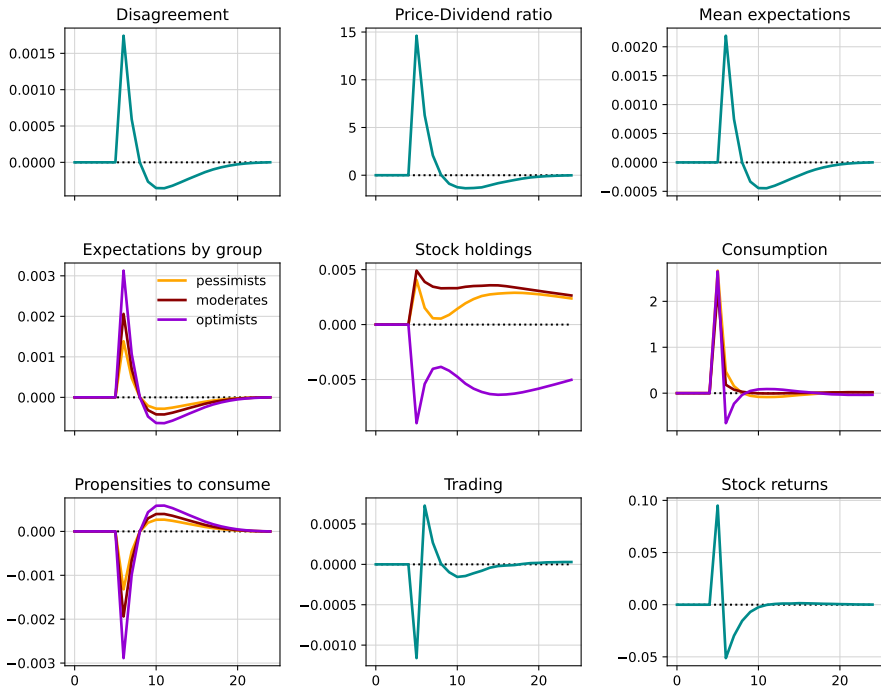 Disagreement
0.0015
0.0010
0.0005
0.0000
Price-Dividend ratio
15
10
5
0
Mean expectations
0.0020
0.0015
0.0010
0.0005
0.0000
−0.0005
Expectations by group
0.003
0.002
0.001
0.000
pessimists
moderates
optimists
Stock holdings
0.005
0.000
−0.005
Consumption
2
1
0
Propensities to consume
0.000
−0.001
−0.002
−0.003
0 10 20
Trading
0.0005
0.0000
−0.0005
−0.0010
0 10 20
Stock returns
0.10
0.05
0.00
−0.05
0 10 20